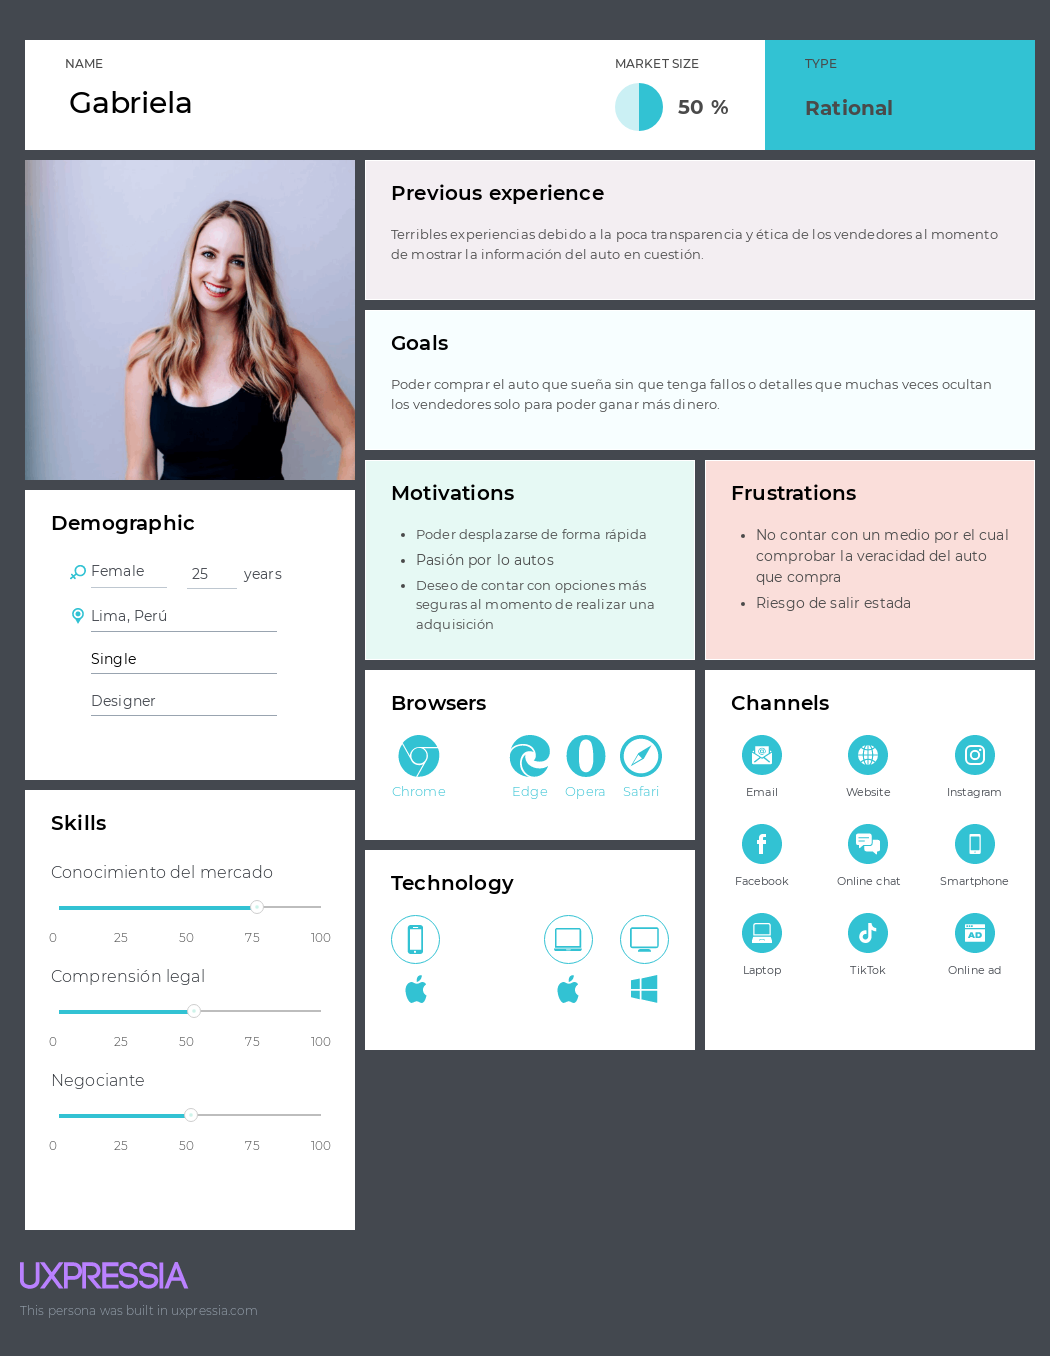 NAME
Gabriela
MARKET SIZE
50 %
TYPE
Rational
Previous experience
Terribles experiencias debido a la poca transparencia y ética de los vendedores al momento
de mostrar la información del auto en cuestión.
Goals
Poder comprar el auto que sueña sin que tenga fallos o detalles que muchas veces ocultan
los vendedores solo para poder ganar más dinero.
Demographic
Female
25 years
Lima, Perú
Single
Designer
Motivations
• Poder desplazarse de forma rápida
• Pasión por lo autos
• Deseo de contar con opciones más
seguras al momento de realizar una
adquisición
Frustrations
• No contar con un medio por el cual
comprobar la veracidad del auto
que compra
• Riesgo de salir estada
Skills
Conocimiento del mercado
0 25 50 75 100
Comprensión legal
0 25 50 75 100
Negociante
0 25 50 75 100
Browsers
Chrome Edge Opera Safari
Technology
Channels
Email Website Instagram
Facebook Online chat Smartphone
AD
Laptop TikTok Online ad
UXPRESSIA
This persona was built in uxpressia.com